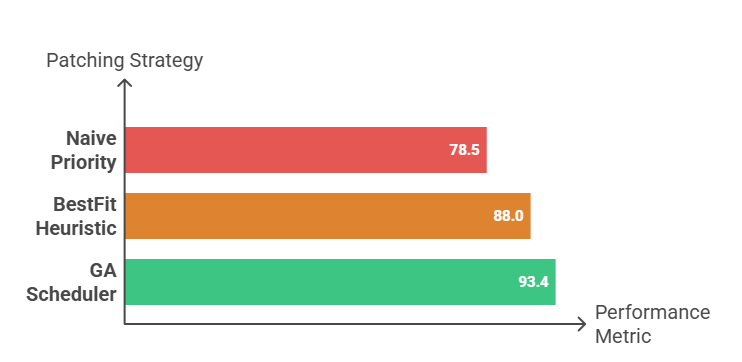 Patching Strategy
Naive
Priority
78.5
BestFit
Heuristic
88.0
GA
Scheduler
93.4
Performance
Metric